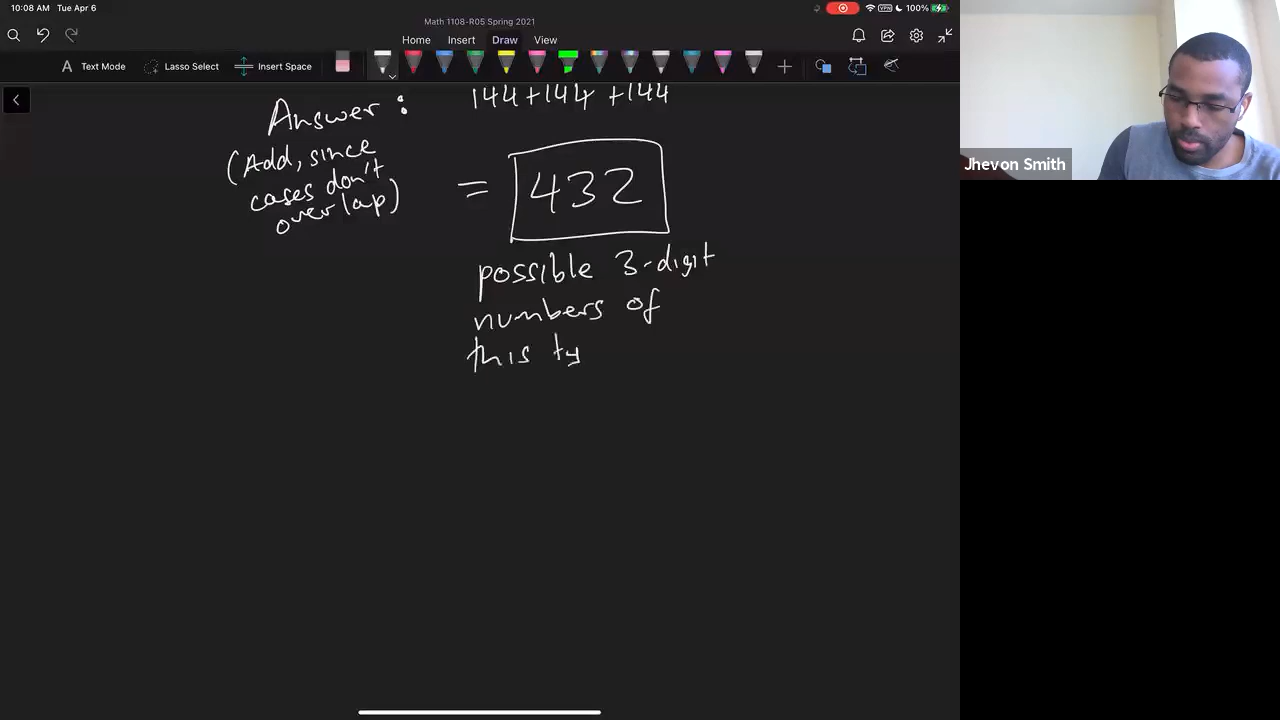 10:08 AM Tue Apr 6
100%
Math 1108-R05 Spring 2021
Home Insert Draw View
Text Mode Lasso Select Insert Space
144+144+144
Answer:
(Add, since
cases don't
overlap)
= 432
possible 3-digit
numbers of
this ty
Jhevon Smith